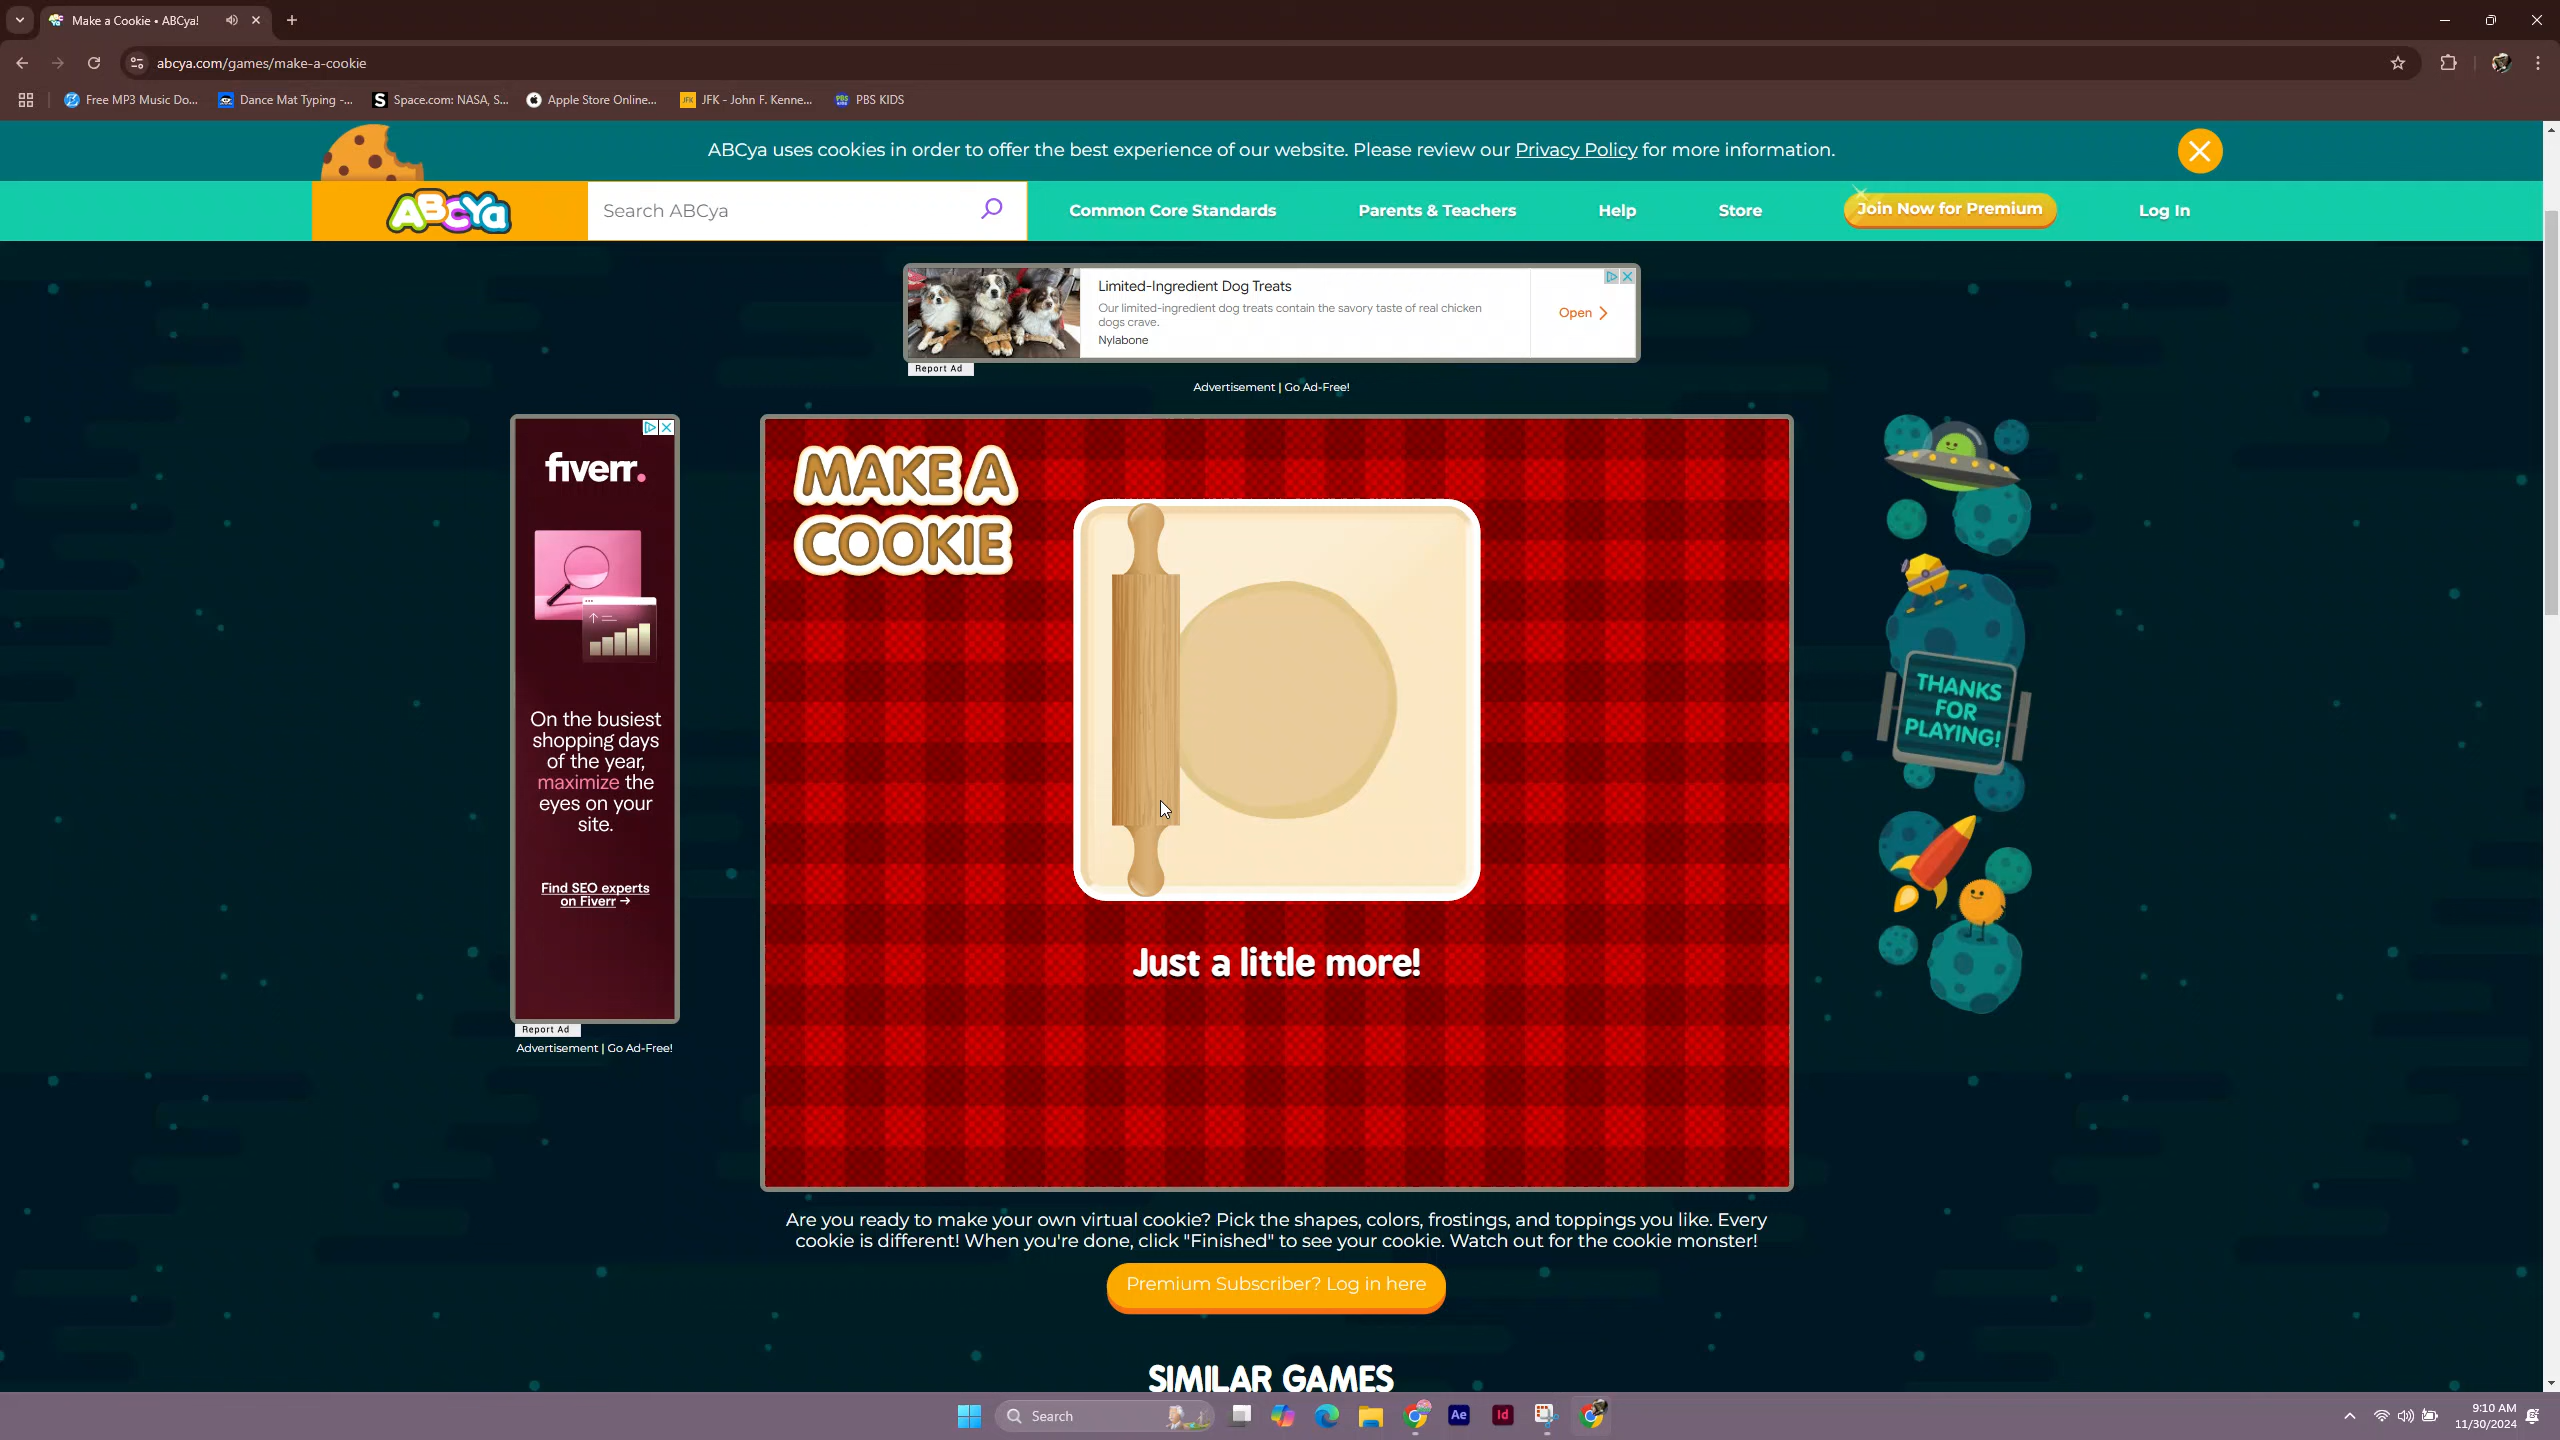 Make a Cookie • ABCya!
abcya.com/games/make-a-cookie
Free MP3 Music Do...
Dance Mat Typing -...
Space.com: NASA, S...
Apple Store Online...
JFK - John F. Kenne...
PBS KIDS
ABCya uses cookies in order to offer the best experience of our website. Please review our Privacy Policy for more information.
ABCya
Search ABCya
Common Core Standards
Parents & Teachers
Help
Store
Join Now for Premium
Log In
Limited-Ingredient Dog Treats
Our limited-ingredient dog treats contain the savory taste of real chicken
dogs crave.
Nylabone
Open
Report Ad
Advertisement | Go Ad-Free!
fiverr.
On the busiest
shopping days
of the year,
maximize the
eyes on your
site.
Find SEO experts
on Fiverr →
Report Ad
Advertisement | Go Ad-Free!
MAKE A
COOKIE
Just a little more!
THANKS
FOR
PLAYING!
Are you ready to make your own virtual cookie? Pick the shapes, colors, frostings, and toppings you like. Every
cookie is different! When you're done, click "Finished" to see your cookie. Watch out for the cookie monster!
Premium Subscriber? Log in here
SIMILAR GAMES
Search
Ae
Id
9:10 AM
11/30/2024